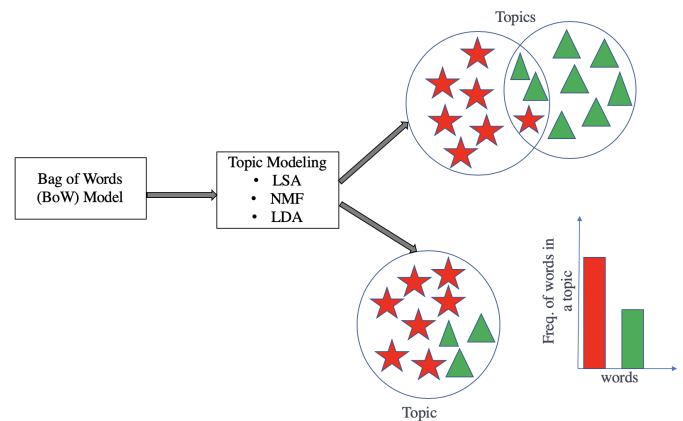 Topics
Bag of Words
(BoW) Model
Topic Modeling
• LSA
• NMF
• LDA
Freq. of words in
a topic
words
Topic